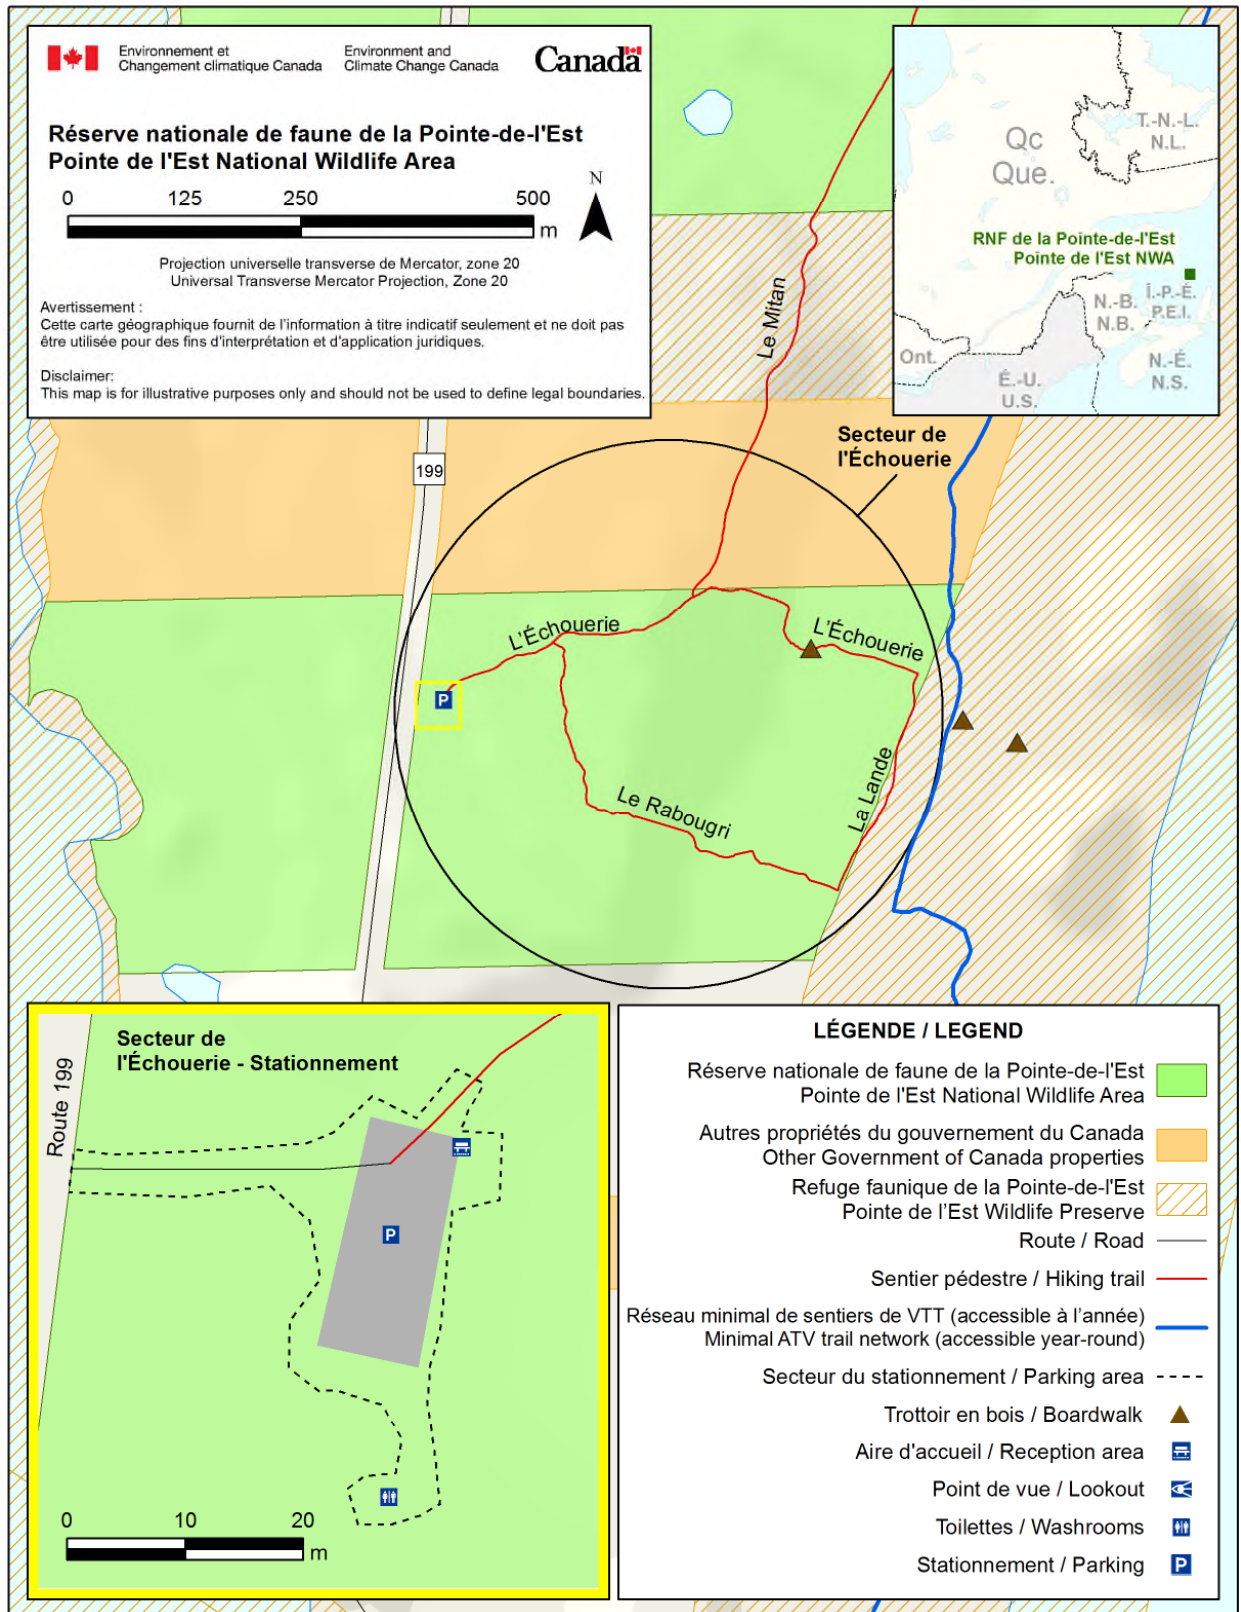 Environnement et
Changement climatique Canada
Environment and
Climate Change Canada
Canada
Réserve nationale de faune de la Pointe-de-l'Est
Pointe de l'Est National Wildlife Area
0 125 250 500
m
N
Projection universelle transverse de Mercator, zone 20
Universal Transverse Mercator Projection, Zone 20
Avertissement :
Cette carte géographique fournit de l'information à titre indicatif seulement et ne doit pas
être utilisée pour des fins d'interprétation et d'application juridiques.
Disclaimer:
This map is for illustrative purposes only and should not be used to define legal boundaries.
Qc
Que.
T.-N.-L.
N.L.
RNF de la Pointe-de-l'Est
Pointe de l'Est NWA
N.-B.
N.B.
Î.-P.-É.
P.E.I.
Ont.
É.-U.
U.S.
N.-É.
N.S.
Le Mitan
Secteur de
l'Échouerie
199
L'Échouerie
L'Échouerie
P
Le Rabougri
La Lande
Secteur de
l'Échouerie - Stationnement
Route 199
P
0 10 20
m
LÉGENDE / LEGEND
Réserve nationale de faune de la Pointe-de-l'Est
Pointe de l'Est National Wildlife Area
Autres propriétés du gouvernement du Canada
Other Government of Canada properties
Refuge faunique de la Pointe-de-l'Est
Pointe de l'Est Wildlife Preserve
Route / Road
Sentier pédestre / Hiking trail
Réseau minimal de sentiers de VTT (accessible à l'année)
Minimal ATV trail network (accessible year-round)
Secteur du stationnement / Parking area
Trottoir en bois / Boardwalk
Aire d'accueil / Reception area
Point de vue / Lookout
Toilettes / Washrooms
Stationnement / Parking
P